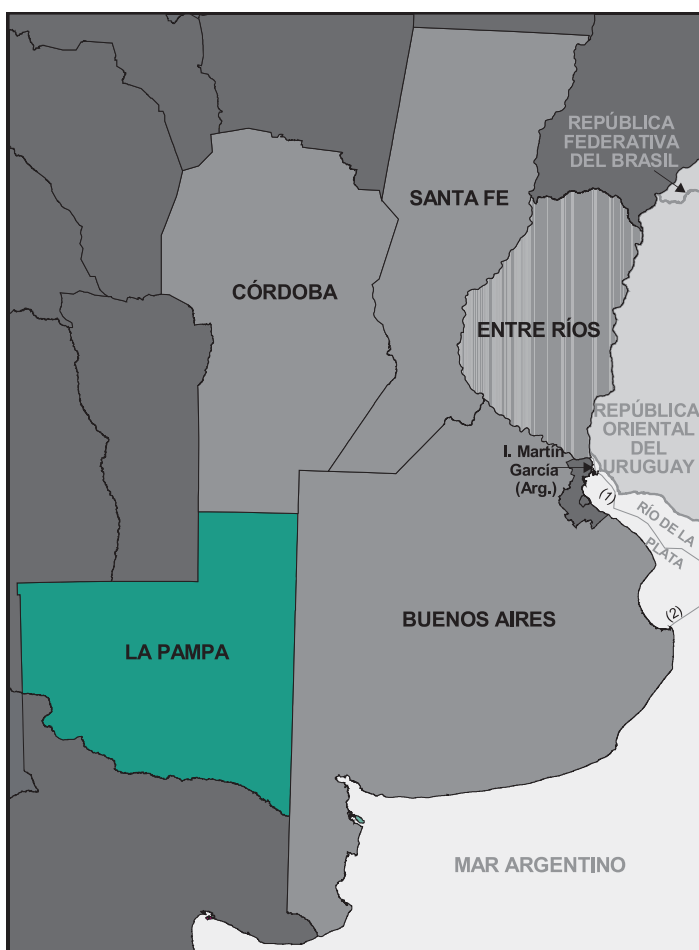 REPÚBLICA
FEDERATIVA
DEL BRASIL
SANTA FE
CÓRDOBA
ENTRE RÍOS
REPÚBLICA
ORIENTAL
DEL
URUGUAY
I. Martín
García
(Arg.)
(1)
RÍO DE LA
PLATA
(2)
BUENOS AIRES
LA PAMPA
MAR ARGENTINO